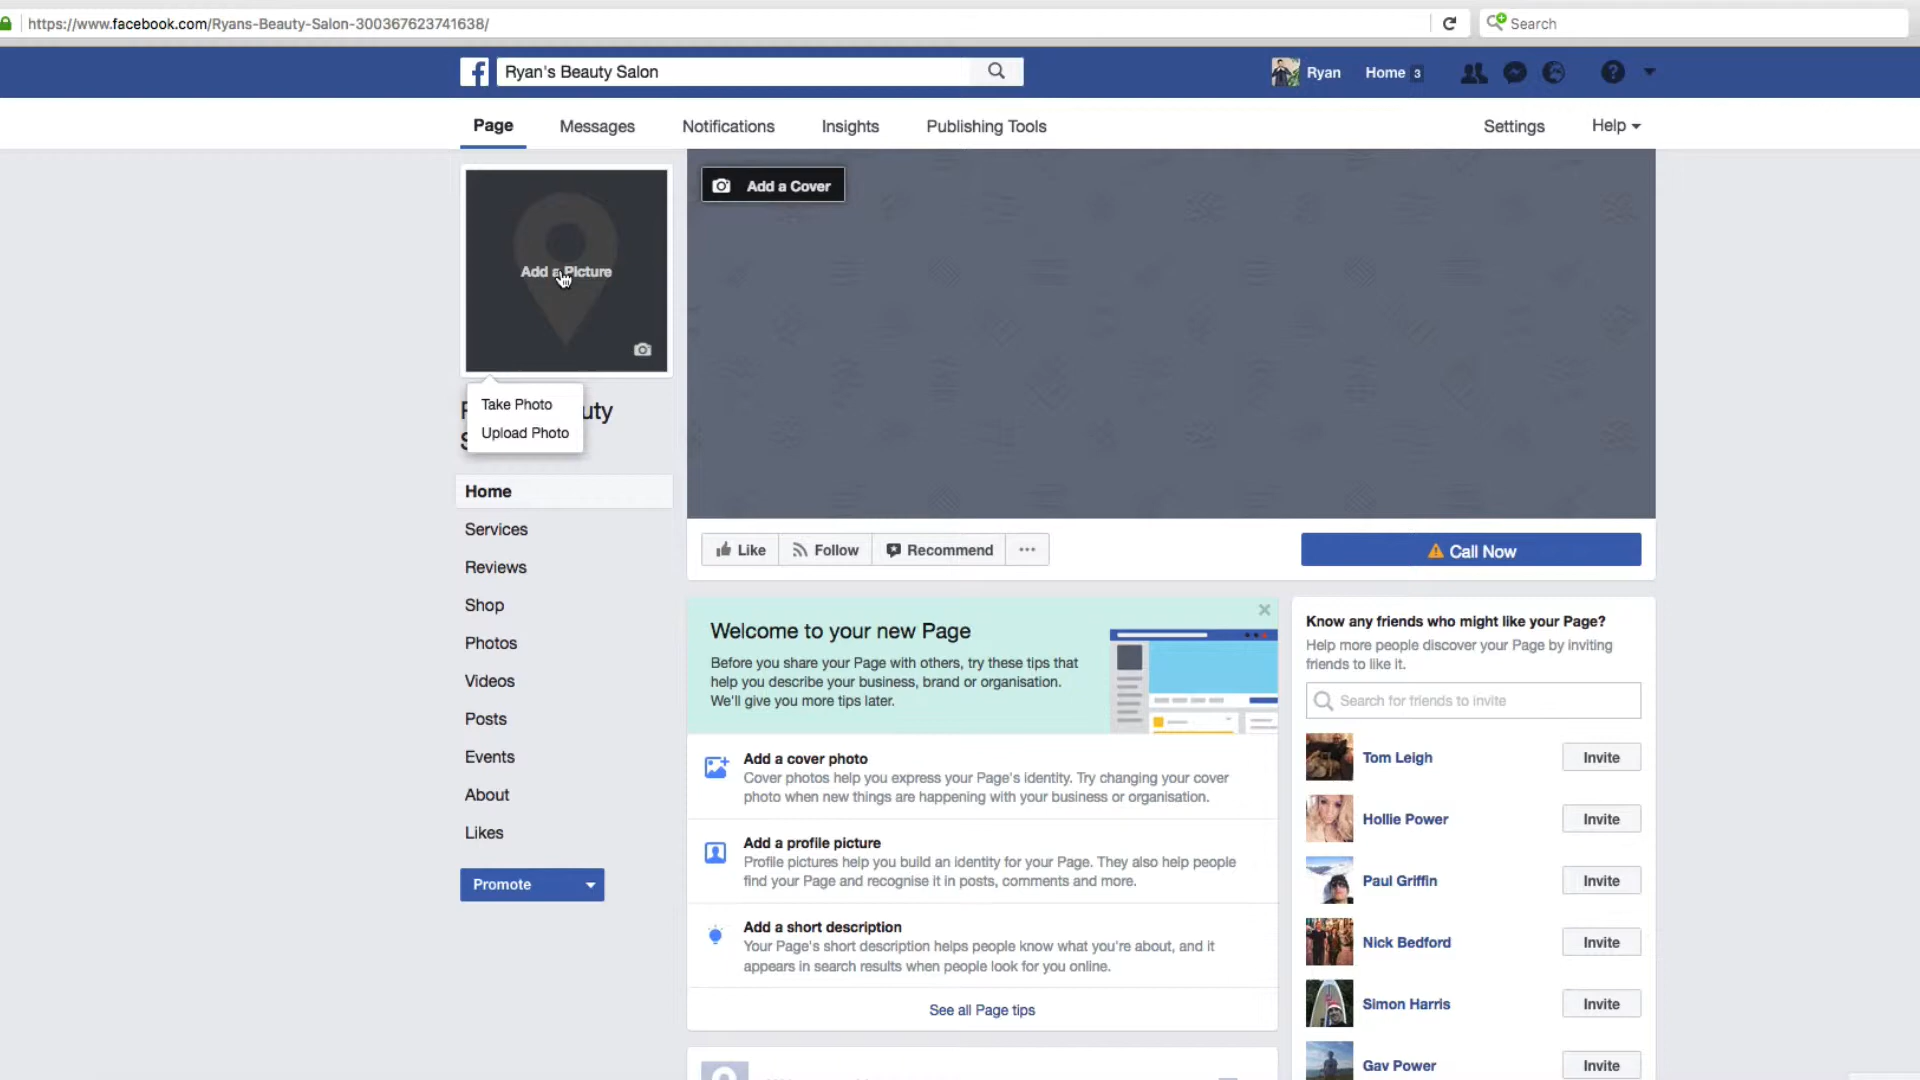 https://www.facebook.com/Ryans-Beauty-Salon-300367623741638/
Search
Ryan's Beauty Salon
Ryan
Home 3
Page
Messages
Notifications
Insights
Publishing Tools
Settings
Help
Add a Picture
Add a Cover
Take Photo
Upload Photo
uty
Home
Services
Reviews
Shop
Photos
Videos
Posts
Events
About
Likes
Promote
Like
Follow
Recommend
Call Now
Welcome to your new Page
Before you share your Page with others, try these tips that
help you describe your business, brand or organisation.
We'll give you more tips later.
Add a cover photo
Cover photos help you express your Page's identity. Try changing your cover
photo when new things are happening with your business or organisation.
Add a profile picture
Profile pictures help you build an identity for your Page. They also help people
find your Page and recognise it in posts, comments and more.
Add a short description
Your Page's short description helps people know what you're about, and it
appears in search results when people look for you online.
See all Page tips
Know any friends who might like your Page?
Help more people discover your Page by inviting
friends to like it.
Search for friends to invite
Tom Leigh Invite
Hollie Power Invite
Paul Griffin Invite
Nick Bedford Invite
Simon Harris Invite
Gav Power Invite